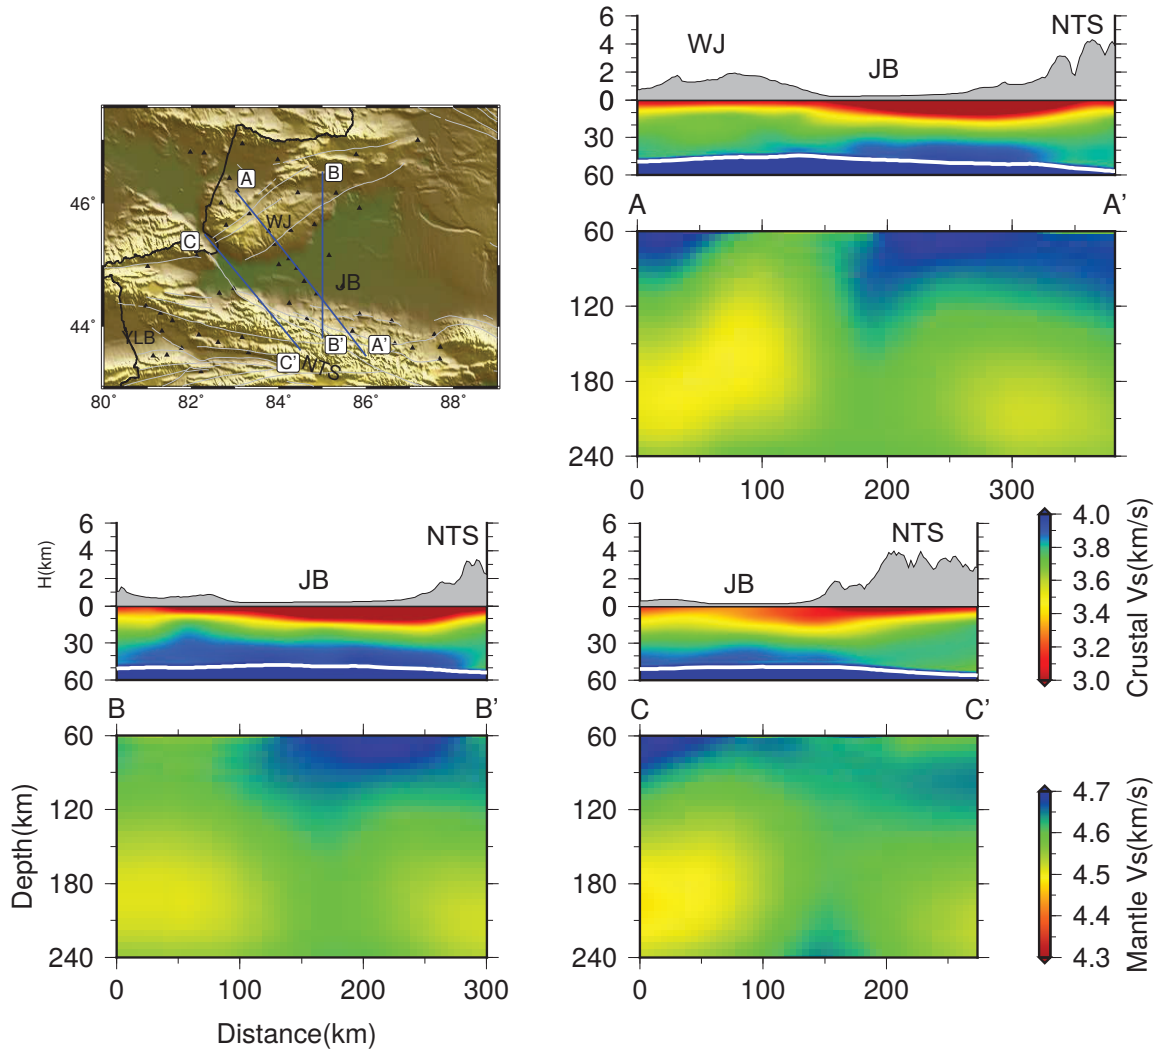 6
4
2
0
30
60
WJ
JB
NTS
A
A'
60
120
180
240
0
100
200
300
46˚
44˚
80˚
82˚
84˚
86˚
88˚
A
B
C
WJ
JB
YLB
NTS
B'
A'
C'
H(km)
6
4
2
0
30
60
JB
NTS
B
B'
60
120
180
240
0
100
200
300
Depth(km)
Distance(km)
6
4
2
0
30
60
JB
NTS
C
C'
60
120
180
240
0
100
200
4.0
3.8
3.6
3.4
3.2
3.0
Crustal Vs(km/s)
4.7
4.6
4.5
4.4
4.3
Mantle Vs(km/s)